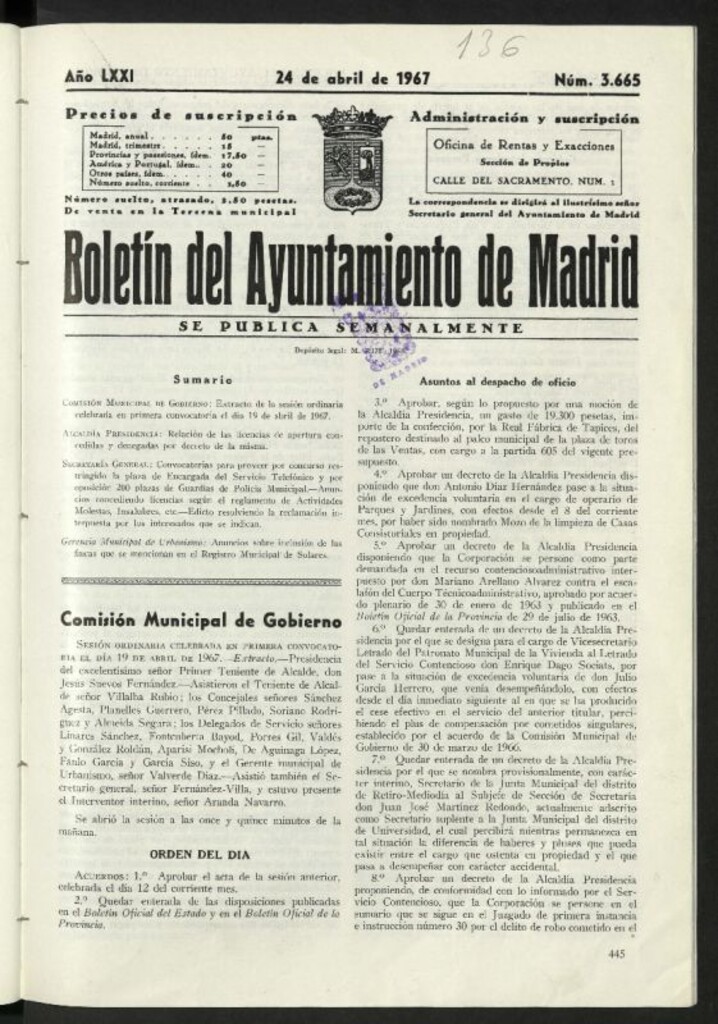 136
Año LXXI 24 de abril de 1967 Núm. 3.665
Precios de suscripción
Madrid, anual . . . . . . 60 ptas.
Madrid, trimestre . . . . . 15 —
Provincias y posesiones, ídem. 17,50 —
América y Portugal, ídem. . 20 —
Otros países, ídem. . . . . 40 —
Número suelto, corriente . . 1,50 —
Número suelto, atrasado, 2.50 pesetas.
De venta en la Tercena municipal
Administración y suscripción
Oficina de Rentas y Exacciones
Sección de Propios
CALLE DEL SACRAMENTO, NUM. 1
La correspondencia se dirigirá al ilustrísimo señor
Secretario general del Ayuntamiento de Madrid
Boletín del Ayuntamiento de Madrid
SE PUBLICA SEMANALMENTE
Depósito legal: M.
DE MADRID
Sumario
COMISIÓN MUNICIPAL DE GOBIERNO: Extracto de la sesión ordinaria
celebrada en primera convocatoria el día 19 de abril de 1967.
ALCALDÍA PRESIDENCIA: Relación de las licencias de apertura con-
cedidas y denegadas por decreto de la misma.
SECRETARÍA GENERAL: Convocatorias para proveer por concurso res-
tringido la plaza de Encargada del Servicio Telefónico y por
oposición 200 plazas de Guardias de Policía Municipal.—Anun-
cios concediendo licencias según el reglamento de Actividades
Molestas, Insalubres, etc.—Edicto resolviendo la reclamación in-
terpuesta por los interesados que se indican.
Gerencia Municipal de Urbanismo: Anuncios sobre inclusión de las
fincas que se mencionan en el Registro Municipal de Solares.
Comisión Municipal de Gobierno
SESIÓN ORDINARIA CELEBRADA EN PRIMERA CONVOCATO-
RIA EL DÍA 19 DE ABRIL DE 1967.—Extracto.—Presidencia
del excelentísimo señor Primer Teniente de Alcalde, don
Jesús Suevos Fernández.—Asistieron el Teniente de Alcal-
de señor Villalba Rubio; los Concejales señores Sánchez
Agesta, Planelles Guerrero, Pérez Pillado, Soriano Rodrí-
guez y Almeida Segura; los Delegados de Servicio señores
Linares Sánchez, Fontcuberta Bayod, Porres Gil, Valdés
y González Roldán, Aparisi Mocholí, De Aguinaga López,
Fanlo García y García Siso, y el Gerente municipal de
Urbanismo, señor Valverde Díaz.—Asistió también el Se-
cretario general, señor Fernández-Villa, y estuvo presente
el Interventor interino, señor Aranda Navarro.
Se abrió la sesión a las once y quince minutos de la
mañana.
ORDEN DEL DIA
ACUERDOS: 1.º Aprobar el acta de la sesión anterior,
celebrada el día 12 del corriente mes.
2.º Quedar enterada de las disposiciones publicadas
en el Boletín Oficial del Estado y en el Boletín Oficial de la
Provincia.
Asuntos al despacho de oficio
3.º Aprobar, según lo propuesto por una moción de
la Alcaldía Presidencia, un gasto de 19.300 pesetas, im-
porte de la confección, por la Real Fábrica de Tapices, del
repostero destinado al palco municipal de la plaza de toros
de las Ventas, con cargo a la partida 605 del vigente pre-
supuesto.
4.º Aprobar un decreto de la Alcaldía Presidencia dis-
poniendo que don Antonio Díaz Hernández pase a la situa-
ción de excedencia voluntaria en el cargo de operario de
Parques y Jardines, con efectos desde el 8 del corriente
mes, por haber sido nombrado Mozo de la limpieza de Casas
Consistoriales en propiedad.
5.º Aprobar un decreto de la Alcaldía Presidencia
disponiendo que la Corporación se persone como parte
demandada en el recurso contenciosoadministrativo inter-
puesto por don Mariano Arellano Alvarez contra el esca-
lafón del Cuerpo Técnicoadministrativo, aprobado por acuer-
do plenario de 30 de enero de 1963 y publicado en el
Boletín Oficial de la Provincia de 29 de julio de 1963.
6.º Quedar enterada de un decreto de la Alcaldía Pre-
sidencia por el que se designa para el cargo de Vicesecretario
Letrado del Patronato Municipal de la Vivienda al Letrado
del Servicio Contencioso don Enrique Dago Sociats, por
pase a la situación de excedencia voluntaria de don Julio
García Herrero, que venía desempeñándolo, con efectos
desde el día inmediato siguiente al en que se ha producido
el cese efectivo en el servicio del anterior titular, perci-
biendo el plus de compensación por cometidos singulares,
establecido por el acuerdo de la Comisión Municipal de
Gobierno de 30 de marzo de 1966.
7.º Quedar enterada de un decreto de la Alcaldía Pre-
sidencia por el que se nombra provisionalmente, con carác-
ter interino, Secretario de la Junta Municipal del distrito
de Retiro-Mediodía al Subjefe de Sección de Secretaría
don Juan José Martínez Redondo, actualmente adscrito
como Secretario suplente a la Junta Municipal del distrito
de Universidad, el cual percibirá mientras permanezca en
tal situación la diferencia de haberes y pluses que pueda
existir entre el cargo que ostenta en propiedad y el que
pasa a desempeñar con carácter accidental.
8.º Aprobar un decreto de la Alcaldía Presidencia
proponiendo, de conformidad con lo informado por el Ser-
vicio Contencioso, que la Corporación se persone en el
sumario que se sigue en el Juzgado de primera instancia
e instrucción número 30 por el delito de robo cometido en el
445